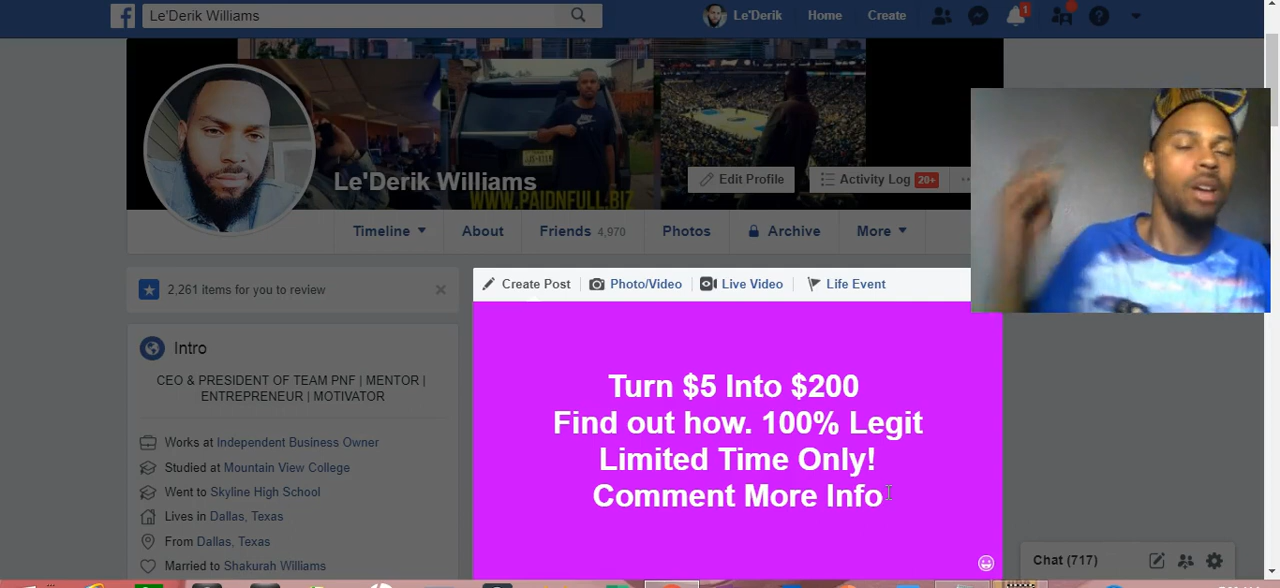 Le'Derik Williams
Le'Derik
Home
Create
1
Le'Derik Williams
Edit Profile
Activity Log 20+
WWW.PAIDNFULL.BIZ
Timeline
About
Friends 4,970
Photos
Archive
More
2,261 items for you to review
Create Post
Photo/Video
Live Video
Life Event
Intro
CEO & PRESIDENT OF TEAM PNF | MENTOR |
ENTREPRENEUR | MOTIVATOR
Works at Independent Business Owner
Studied at Mountain View College
Went to Skyline High School
Lives in Dallas, Texas
From Dallas, Texas
Married to Shakurah Williams
Turn $5 Into $200
Find out how. 100% Legit
Limited Time Only!
Comment More Info
Chat (717)